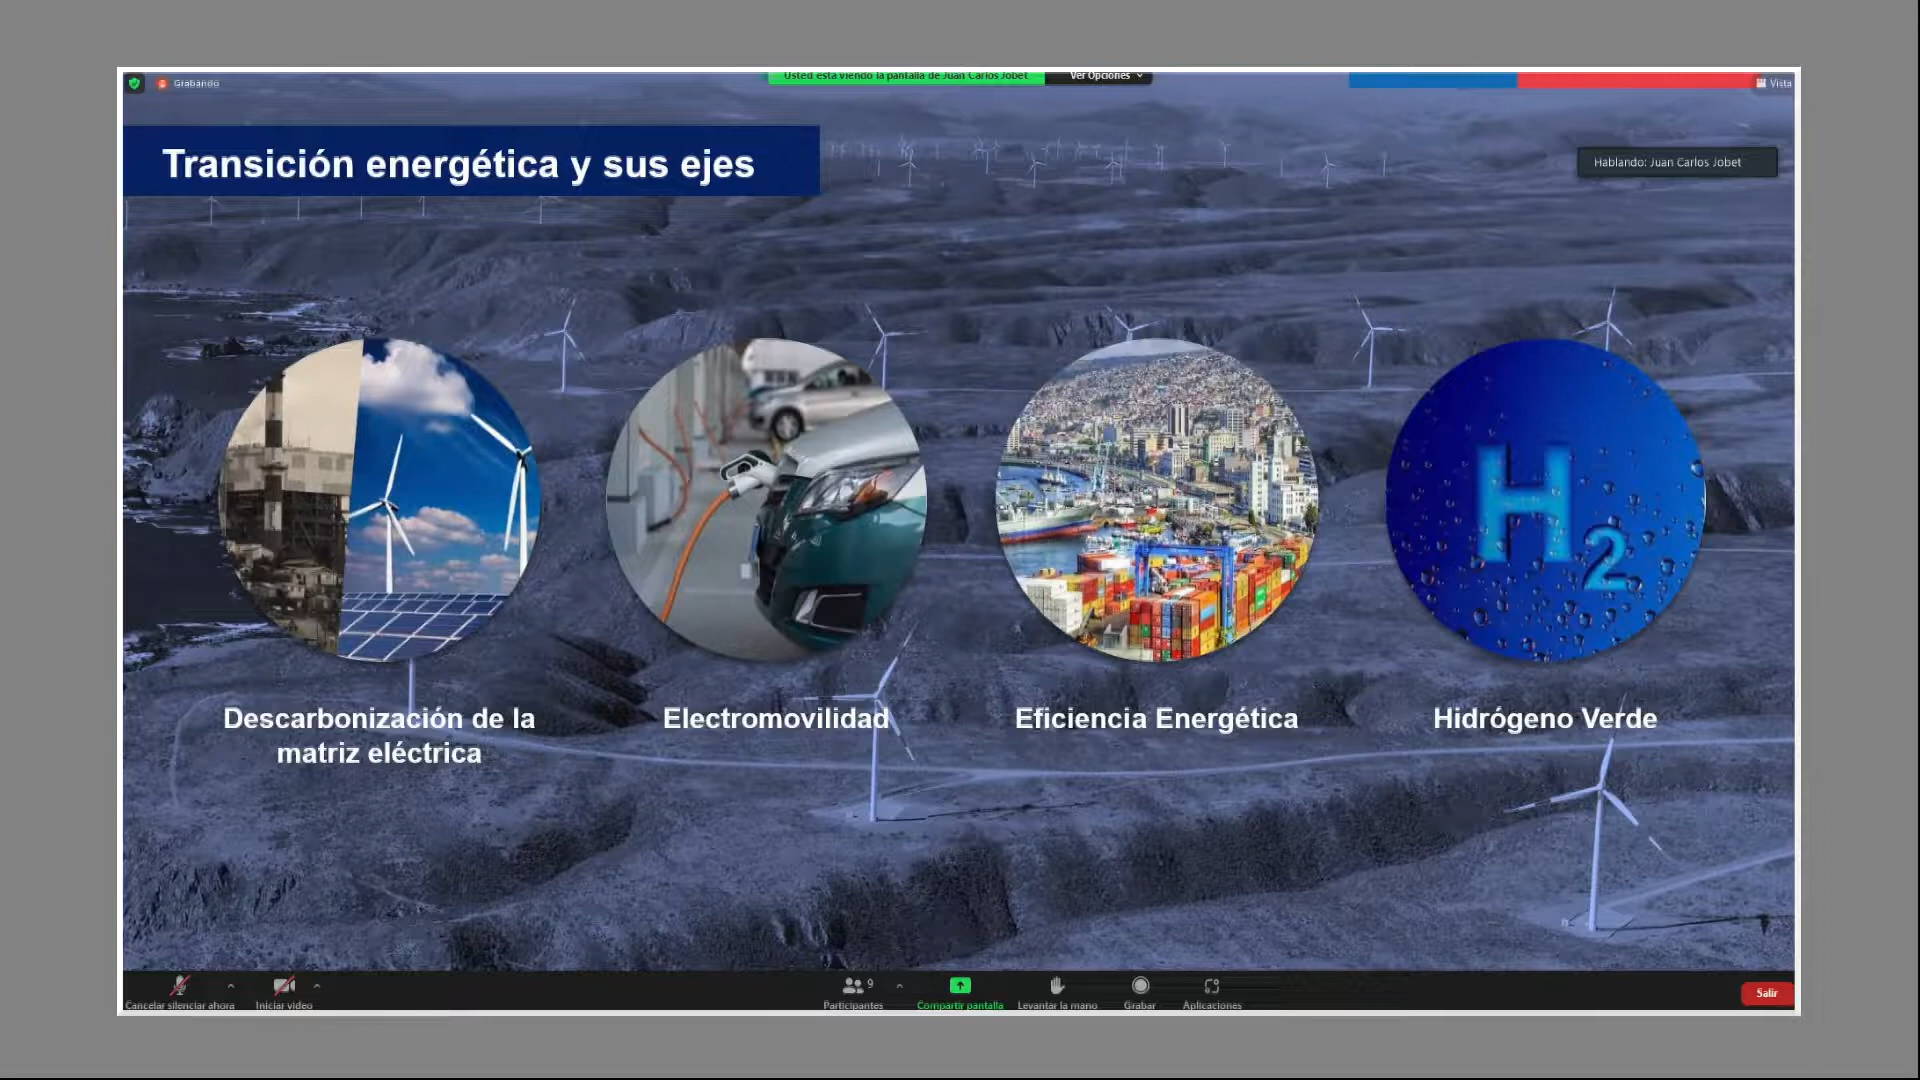 Grabando
Usted está viendo la pantalla de Juan Carlos Jobet
Ver Opciones
Vista
Transición energética y sus ejes
Hablando: Juan Carlos Jobet
H2
Descarbonización de la
matriz eléctrica
Electromovilidad
Eficiencia Energética
Hidrógeno Verde
9
Cancelar silenciar ahora
Iniciar video
Participantes
Compartir pantalla
Levantar la mano
Grabar
Aplicaciones
Salir